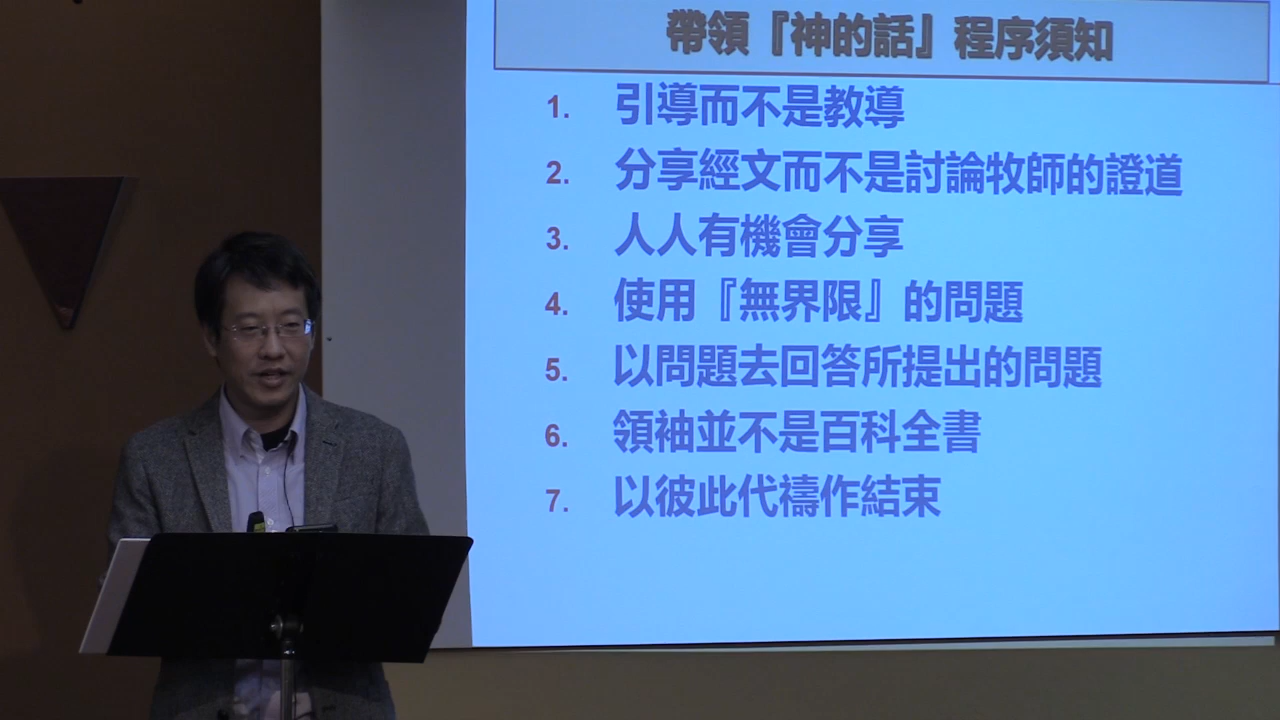 帶領『神的話』程序須知
1. 引導而不是教導
2. 分享經文而不是討論牧師的證道
3. 人人有機會分享
4. 使用『無界限』的問題
5. 以問題去回答所提出的問題
6. 領袖並不是百科全書
7. 以彼此代禱作結束